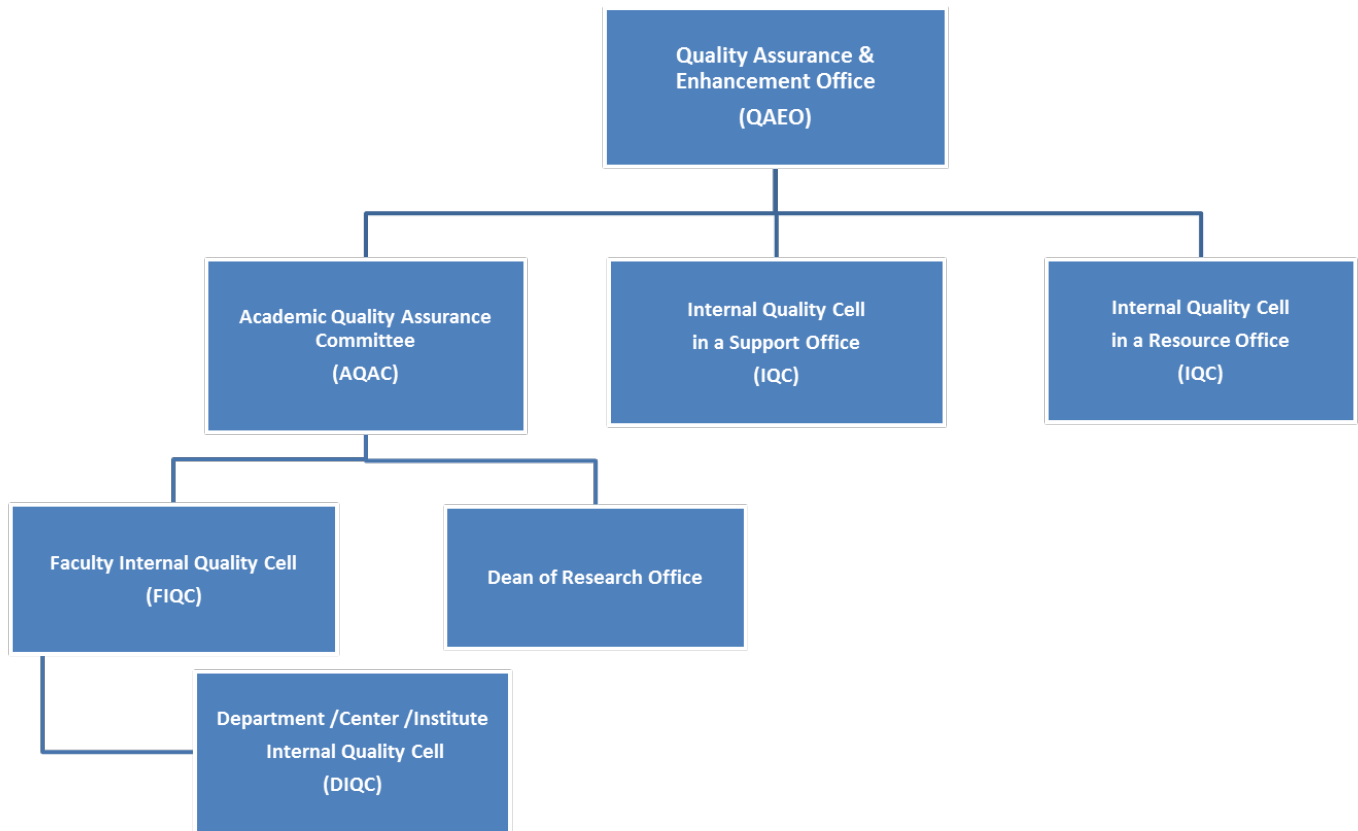 Quality Assurance &
Enhancement Office
(QAEO)
Academic Quality Assurance
Committee
(AQAC)
Internal Quality Cell
in a Support Office
(IQC)
Internal Quality Cell
in a Resource Office
(IQC)
Faculty Internal Quality Cell
(FIQC)
Dean of Research Office
Department /Center /Institute
Internal Quality Cell
(DIQC)